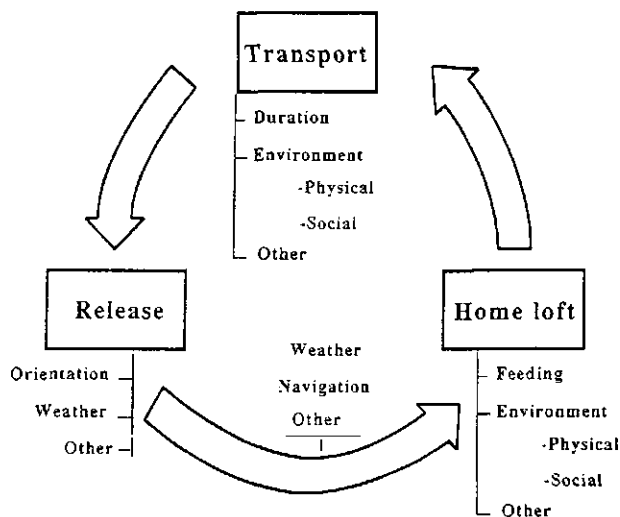 Transport
Duration
Environment
-Physical
-Social
Other
Release
Orientation
Weather
Other
Weather
Navigation
Other
Home loft
Feeding
Environment
-Physical
-Social
Other